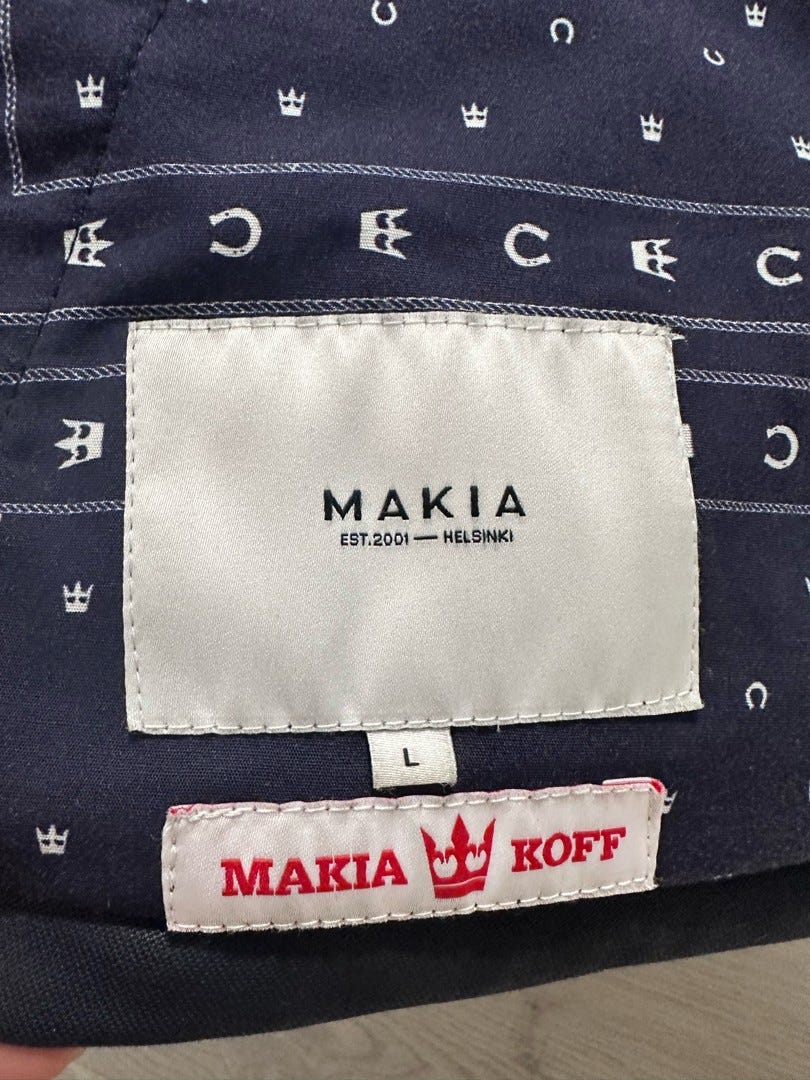 MAKIA
EST.2001 — HELSINKI
L
MAKIA KOFF